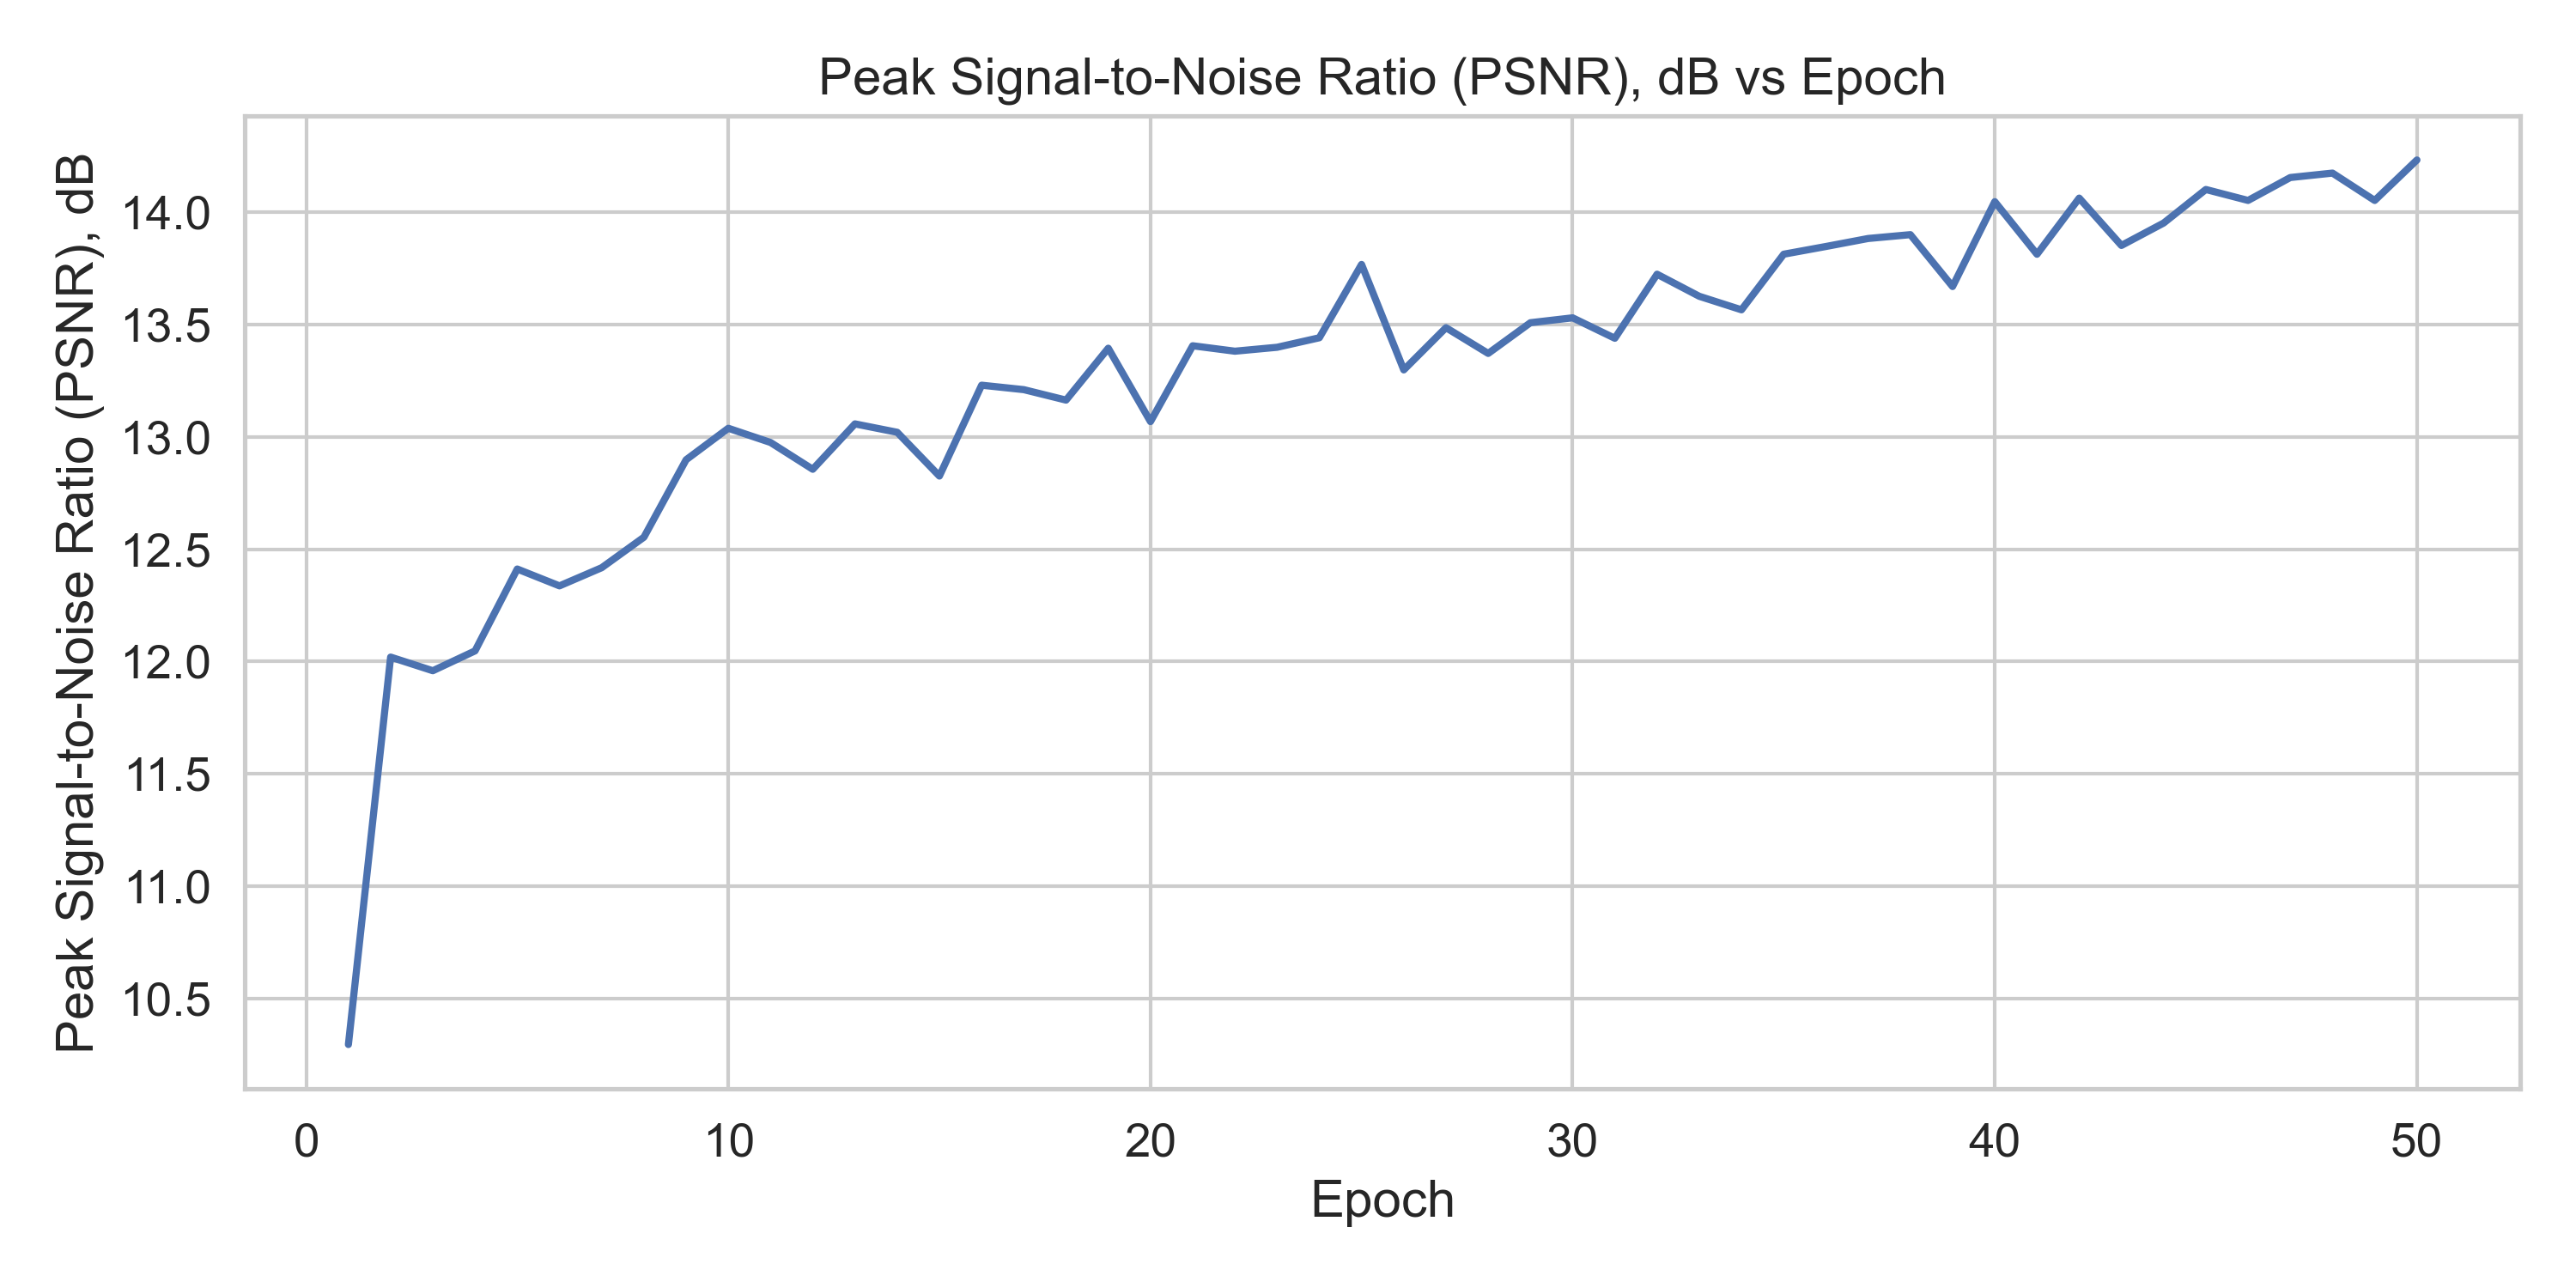 Peak Signal-to-Noise Ratio (PSNR), dB vs Epoch
Peak Signal-to-Noise Ratio (PSNR), dB
14.0
13.5
13.0
12.5
12.0
11.5
11.0
10.5
0 10 20 30 40 50
Epoch